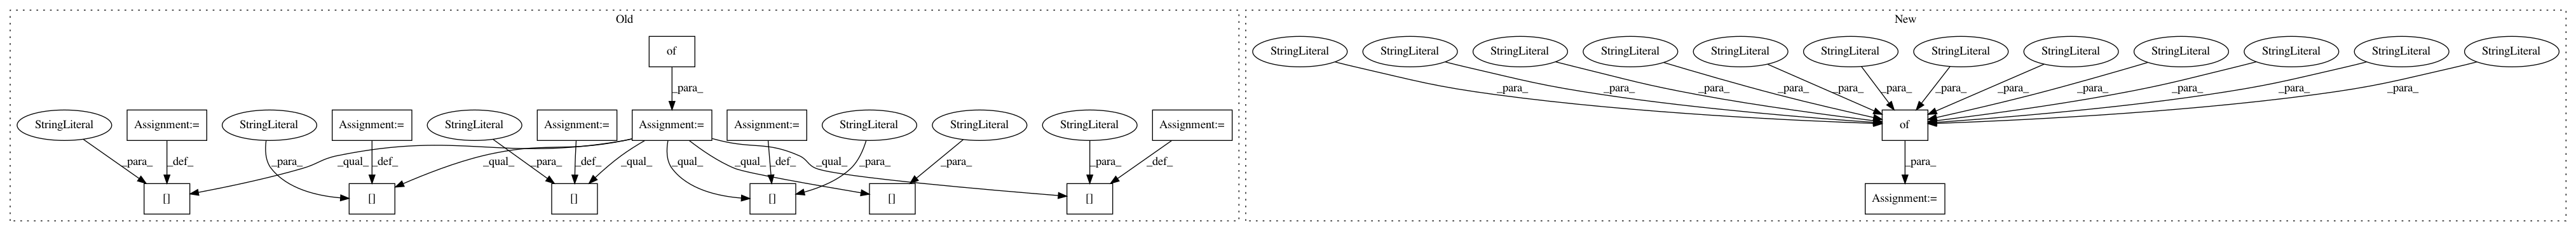 Old New
of StringLiteral StringLiteral StringLiteral StringLiteral StringLiteral StringLiteral StringLiteral StringLiteral StringLiteral StringLiteral StringLiteral StringLiteral
_para_ _para_ _para_ _para_ _para_ _para_ _para_ _para_ _para_ _para_ _para_ _para_ _para_
StringLiteral Assignment:= StringLiteral Assignment:= StringLiteral Assignment:= Assignment:= Assignment:= StringLiteral StringLiteral StringLiteral Assignment:= of
_para_ _def_ _qual_ _para_ _def_ _qual_ _para_ _def_ _qual_ _qual_ _def_ _qual_ _para_ _qual_ _para_ _para_ _def_ _para_
[] [] [] [] [] [] Assignment:=